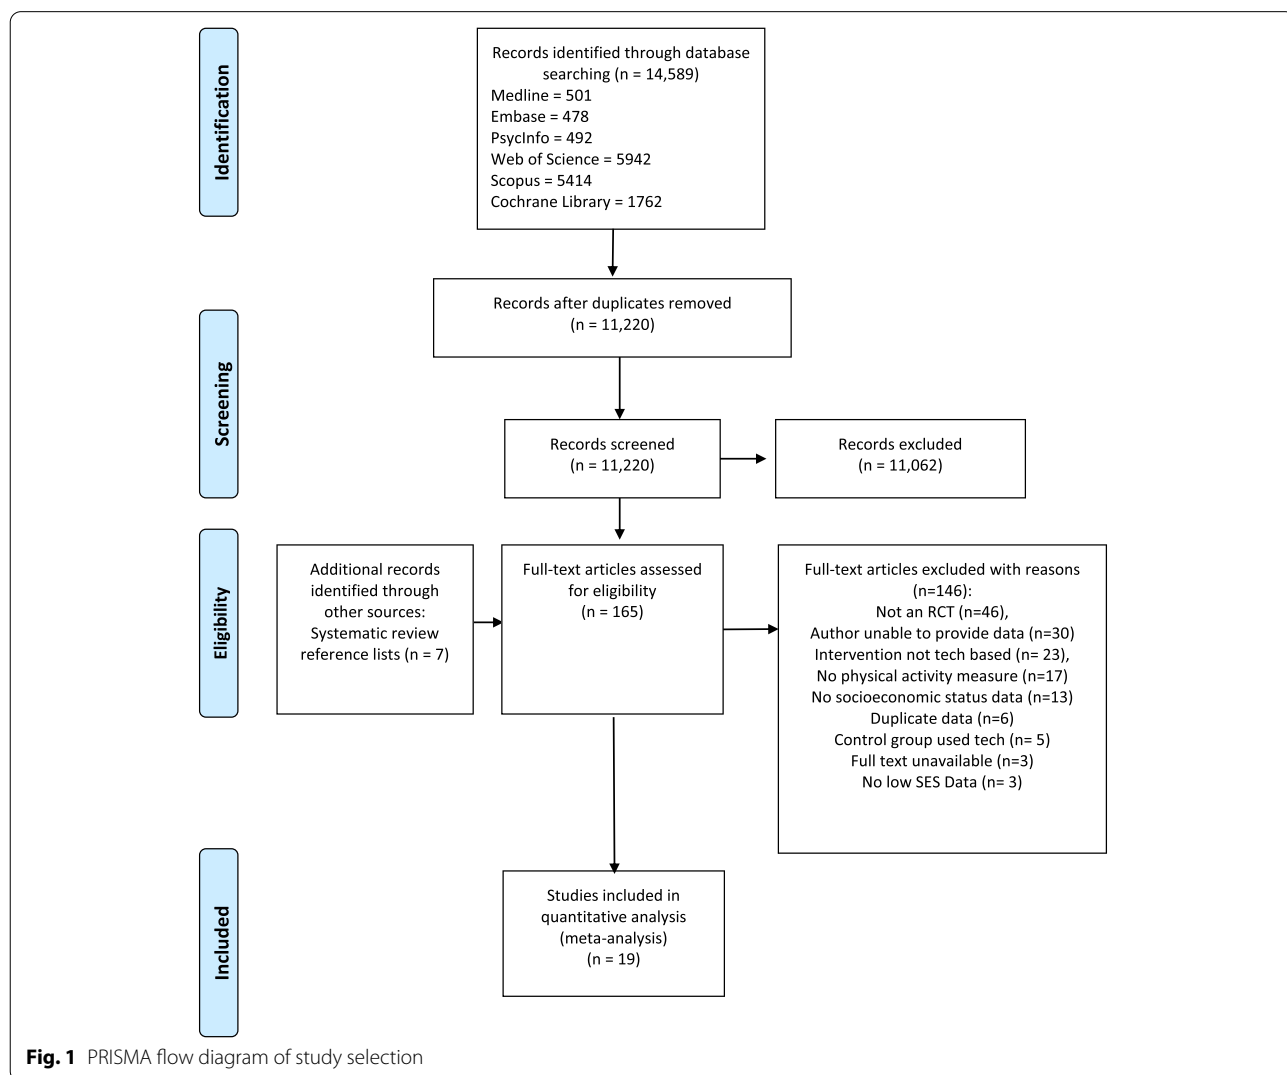 Identification
Records identified through database
searching (n = 14,589)
Medline = 501
Embase = 478
PsycInfo = 492
Web of Science = 5942
Scopus = 5414
Cochrane Library = 1762
Records after duplicates removed
(n = 11,220)
Screening
Records screened
(n = 11,220)
Records excluded
(n = 11,062)
Eligibility
Additional records
identified through
other sources:
Systematic review
reference lists (n = 7)
Full-text articles assessed
for eligibility
(n = 165)
Full-text articles excluded with reasons
(n=146):
Not an RCT (n=46),
Author unable to provide data (n=30)
Intervention not tech based (n= 23),
No physical activity measure (n=17)
No socioeconomic status data (n=13)
Duplicate data (n=6)
Control group used tech (n= 5)
Full text unavailable (n=3)
No low SES Data (n= 3)
Included
Studies included in
quantitative analysis
(meta-analysis)
(n = 19)
Fig. 1 PRISMA flow diagram of study selection